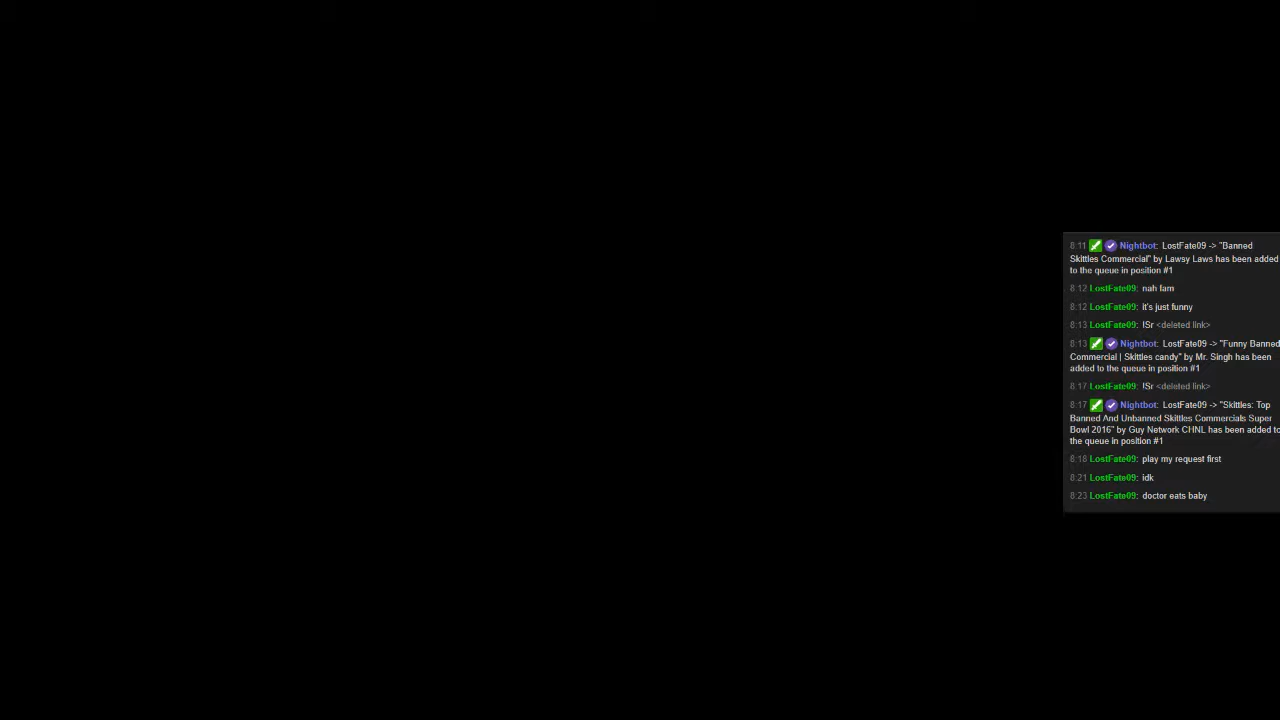 8:11 Nightbot: LostFate09 -> "Banned
Skittles Commercial" by Lawsy Laws has been added
to the queue in position #1
8:12 LostFate09: nah fam
8:12 LostFate09: it's just funny
8:13 LostFate09: !Sr <deleted link>
8:13 Nightbot: LostFate09 -> "Funny Banned
Commercial | Skittles candy" by Mr. Singh has been
added to the queue in position #1
8:17 LostFate09: !Sr <deleted link>
8:17 Nightbot: LostFate09 -> "Skittles: Top
Banned And Unbanned Skittles Commercials Super
Bowl 2016" by Guy Network CHNL has been added to
the queue in position #1
8:18 LostFate09: play my request first
8:21 LostFate09: idk
8:23 LostFate09: doctor eats baby